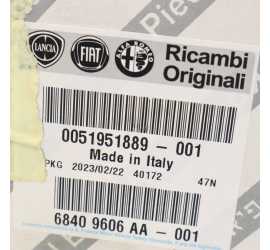 LANCIA FIAT ALFA ROMEO Ricambi
Originali
0051951889 - 001
Made in Italy
PKG 2023/02/22 40172 47N
6840 9606 AA - 001